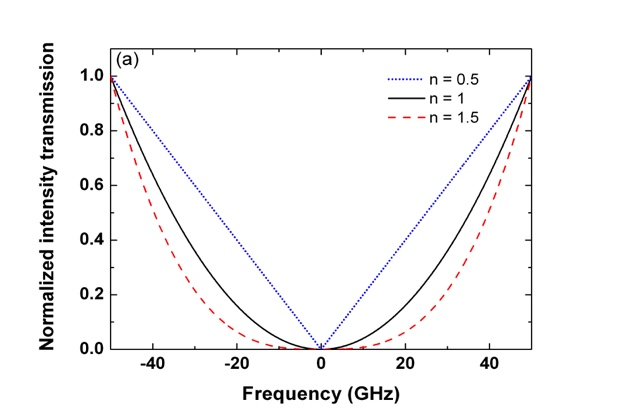 (a)
n = 0.5
n = 1
n = 1.5
Normalized intensity transmission
1.0
0.8
0.6
0.4
0.2
0.0
-40 -20 0 20 40
Frequency (GHz)